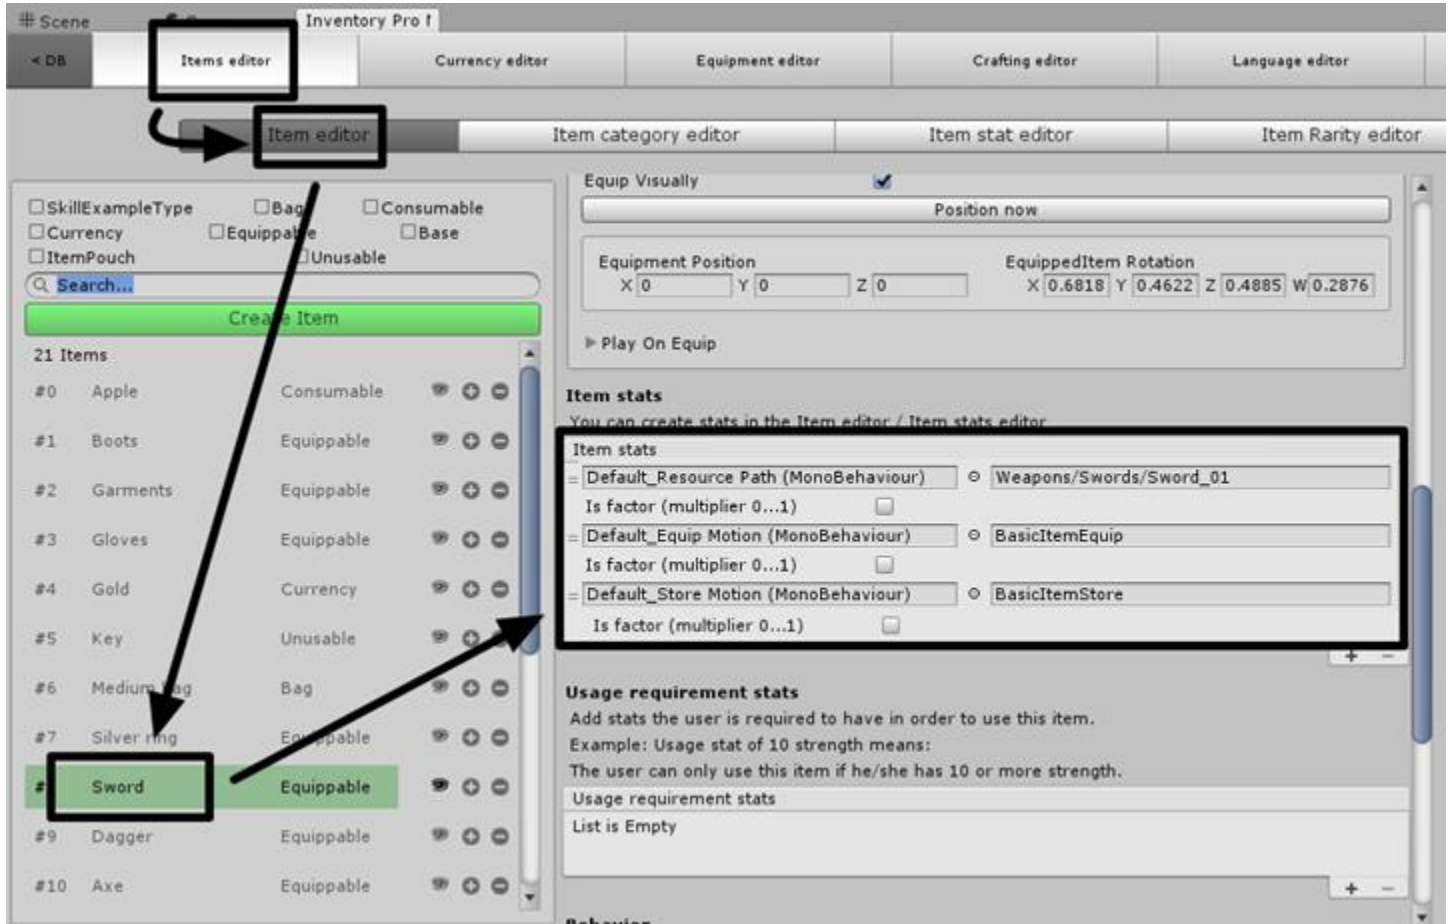 Scene
Inventory Pro
< DB
Items editor
Currency editor
Equipment editor
Crafting editor
Language editor
Item editor
Item category editor
Item stat editor
Item Rarity editor
SkillExampleType Bag Consumable
Currency Equippable Base
ItemPouch Unusable
Search...
Create Item
21 Items
#0 Apple Consumable
#1 Boots Equippable
#2 Garments Equippable
#3 Gloves Equippable
#4 Gold Currency
#5 Key Unusable
#6 Medium bag Bag
#7 Silver ring Equippable
# Sword Equippable
#9 Dagger Equippable
#10 Axe Equippable
Equip Visually
Position now
Equipment Position
X 0 Y 0 Z 0
EquippedItem Rotation
X 0.6818 Y 0.4622 Z 0.4885 W 0.2876
Play On Equip
Item stats
You can create stats in the Item editor / Item stats editor
Item stats
Default_Resource Path (MonoBehaviour) Weapons/Swords/Sword_01
Is factor (multiplier 0...1)
Default_Equip Motion (MonoBehaviour) BasicItemEquip
Is factor (multiplier 0...1)
Default_Store Motion (MonoBehaviour) BasicItemStore
Is factor (multiplier 0...1)
+ −
Usage requirement stats
Add stats the user is required to have in order to use this item.
Example: Usage stat of 10 strength means:
The user can only use this item if he/she has 10 or more strength.
Usage requirement stats
List is Empty
+ −
Behavior